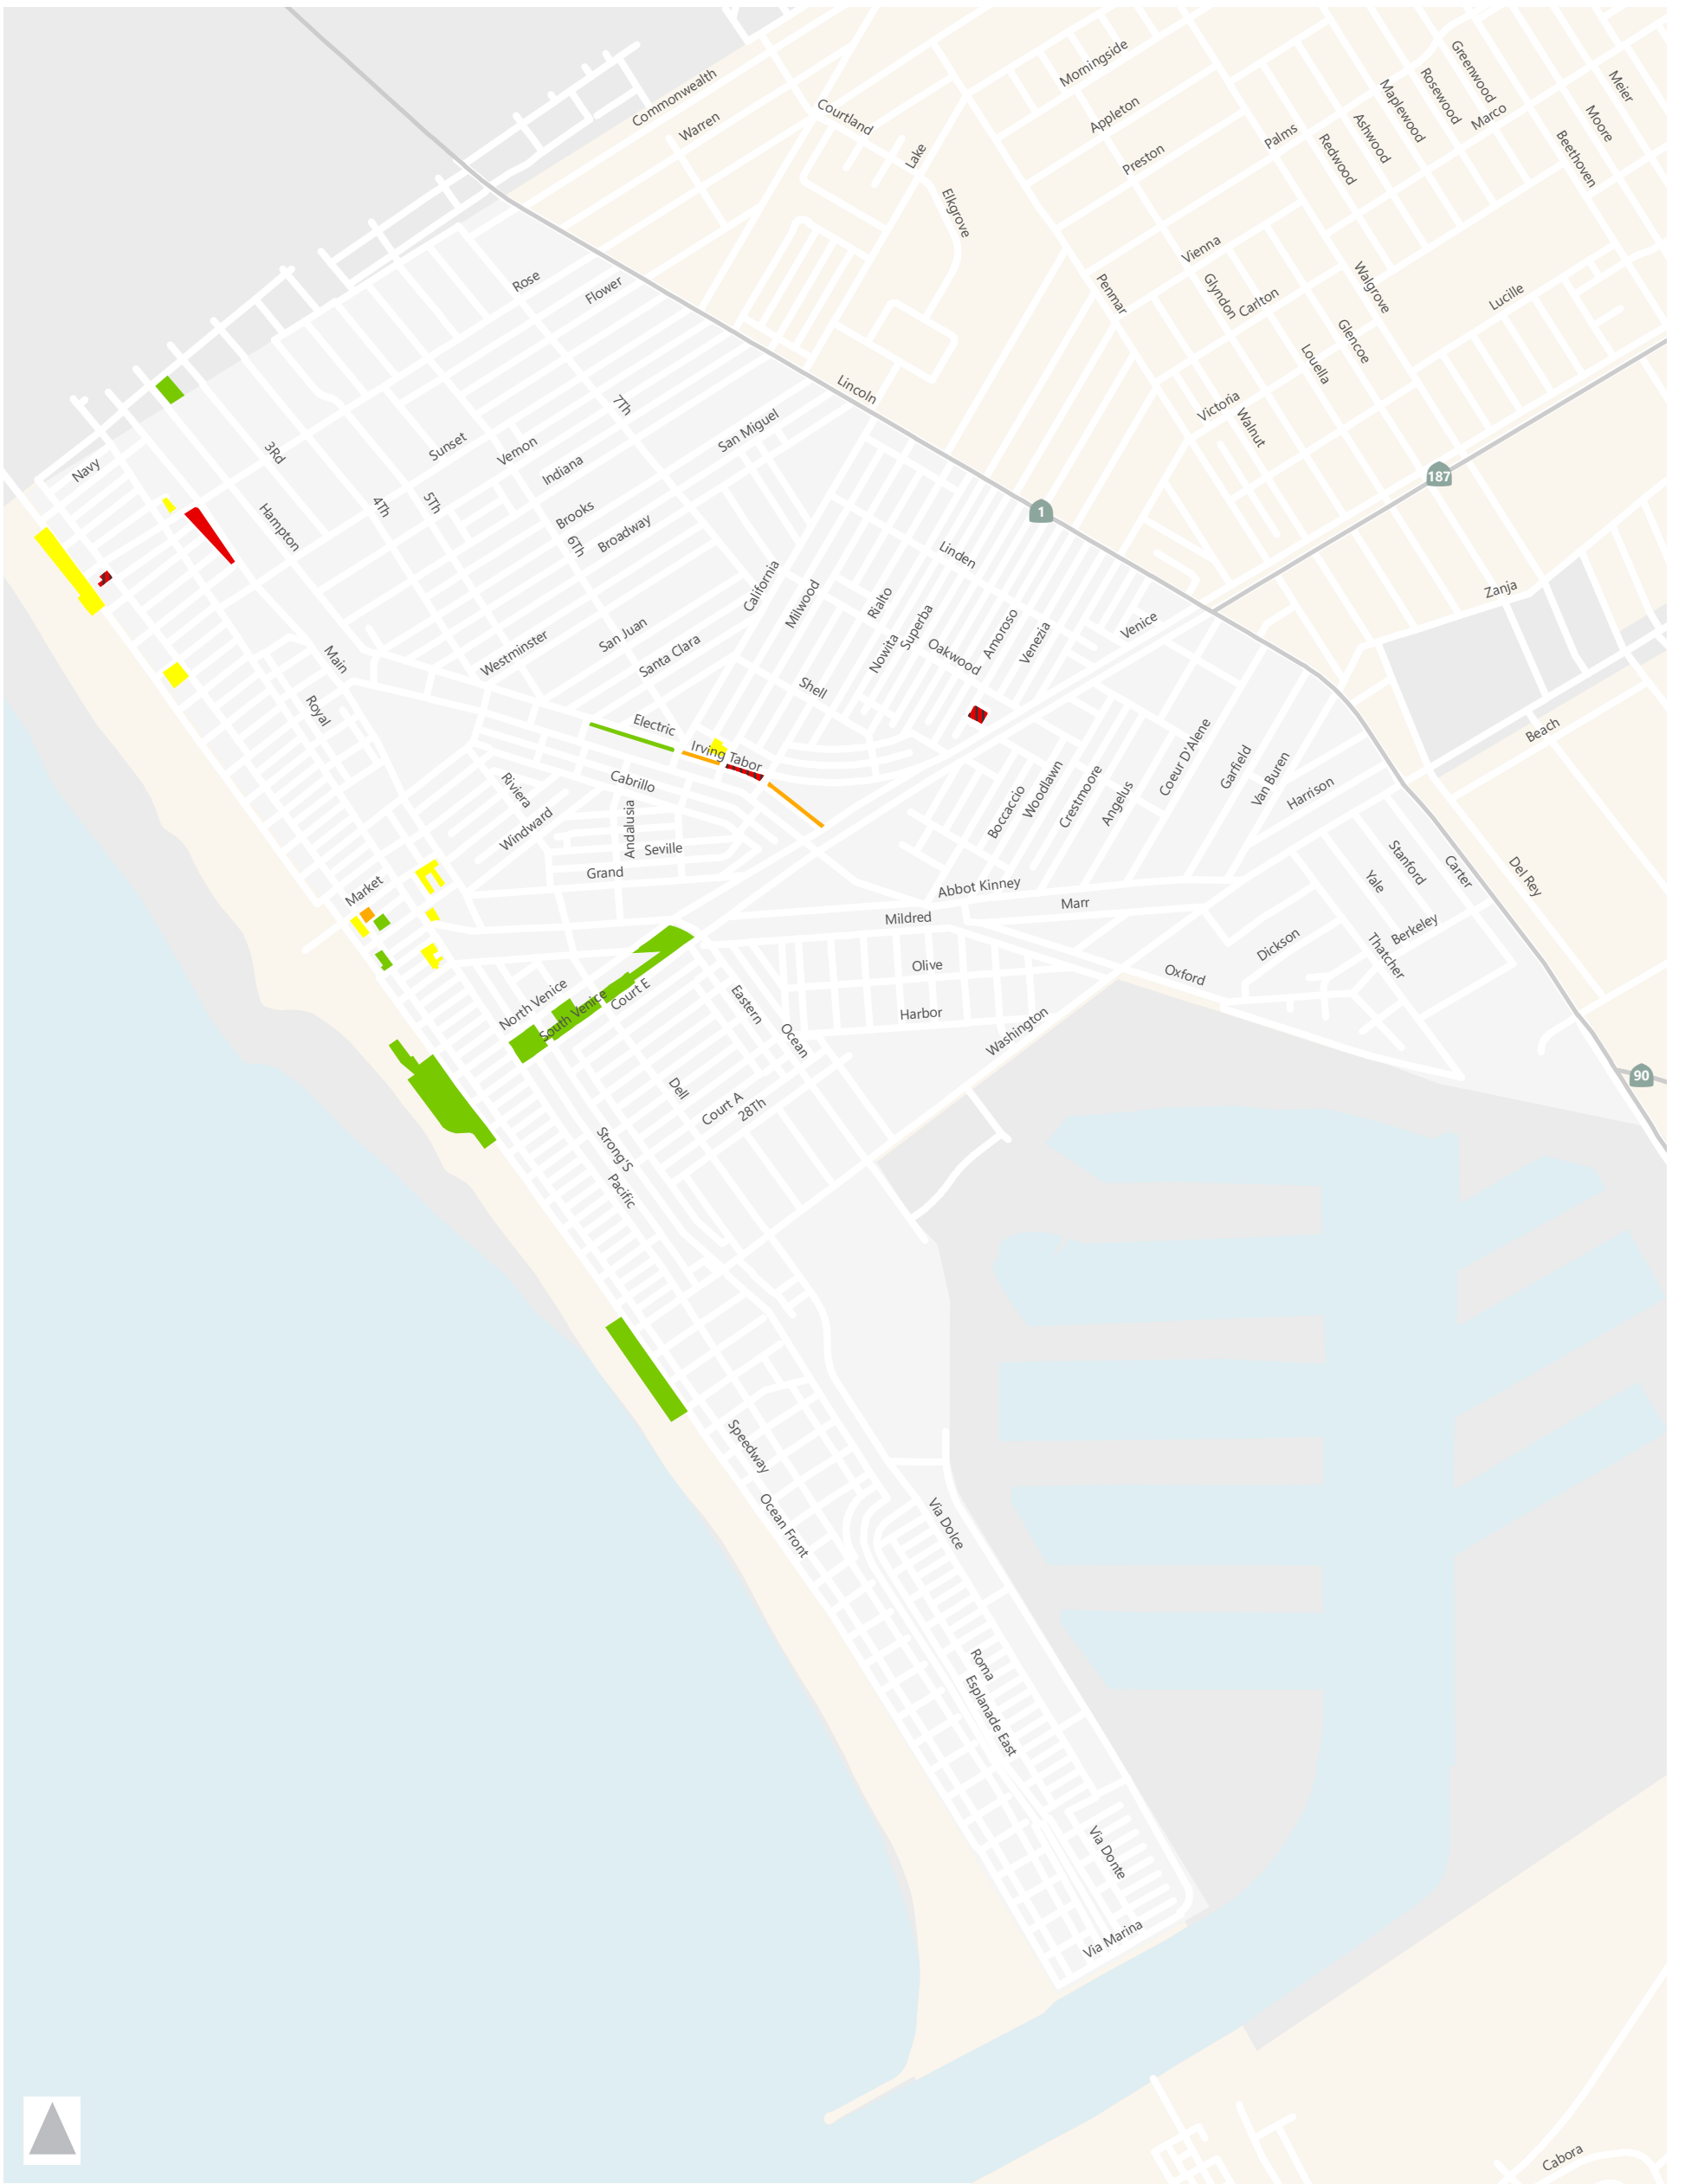 Greenwood
Morningside
Meier
Rosewood
Commonwealth
Maplewood
Courtland
Appleton
Marco
Moore
Warren
Ashwood
Palms
Beethoven
Lake
Preston
Redwood
Elkgrove
Vienna
Rose
Flower
Penmar
Glyndon
Carlton
Walgrove
Lucille
Glencoe
Louella
Lincoln
7Th
Victoria
Walnut
San Miguel
3Rd
Sunset
Vernon
Indiana
Navy
187
4Th
5Th
1
Hampton
Brooks
6Th
Broadway
Linden
California
Milwood
Rialto
Zanja
Superba
Amoroso
Venezia
Venice
Nowita
Oakwood
San Juan
Westminster
Santa Clara
Main
Shell
Royal
Electric
Beach
Irving Tabor
Coeur D'Alene
Cabrillo
Garfield
Van Buren
Riviera
Woodlawn
Crestmoore
Angelus
Harrison
Boccaccio
Windward
Andalusia
Seville
Stanford
Carter
Del Rey
Grand
Yale
Market
Abbot Kinney
Marr
Mildred
Berkeley
Dickson
Thatcher
Olive
Oxford
North Venice
Court E
South Venice
Eastern
Harbor
Ocean
Washington
90
Dell
Court A
28Th
Strong'S
Pacific
Speedway
Ocean Front
Via Dolce
Roma
Esplanade East
Via Donte
Via Marina
Cabora